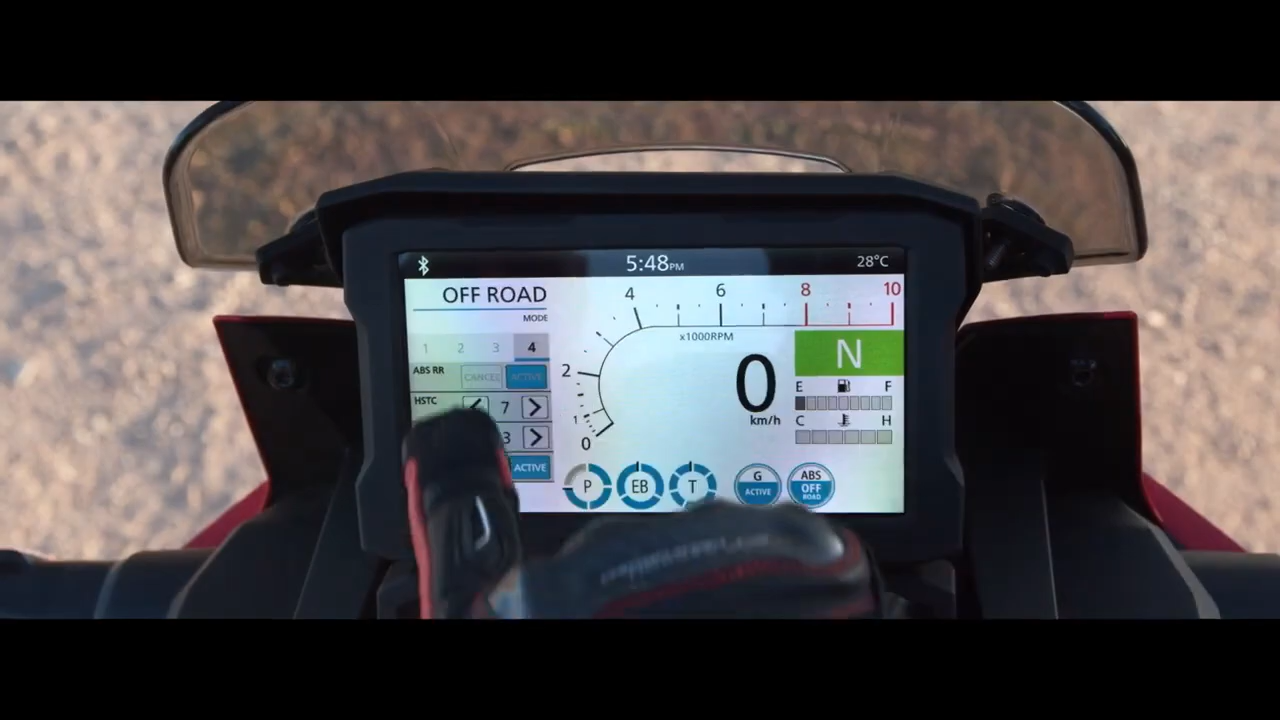 5:48PM
28°C
OFF ROAD
MODE
1 2 3 4
ABS RR CANCEL ACTIVE
HSTC < 7 >
3 >
ACTIVE
0 1 2 4 6 8 10
x1000RPM
0
km/h
N
E F
C H
P EB T
G
ACTIVE
ABS
OFF
ROAD